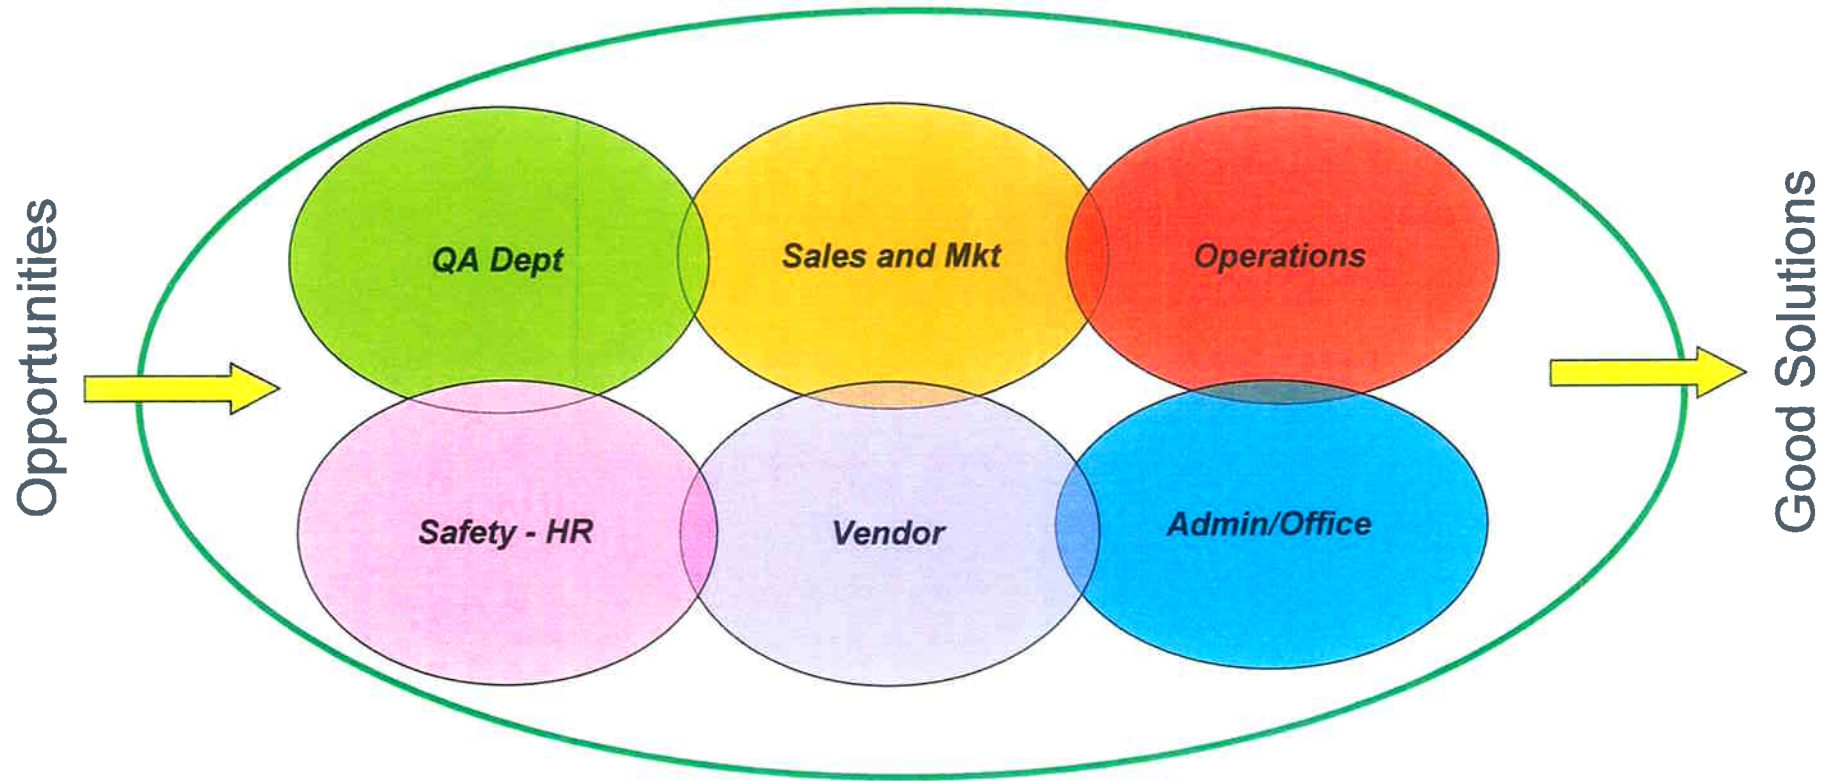 Opportunities
QA Dept
Sales and Mkt
Operations
Safety - HR
Vendor
Admin/Office
Good Solutions